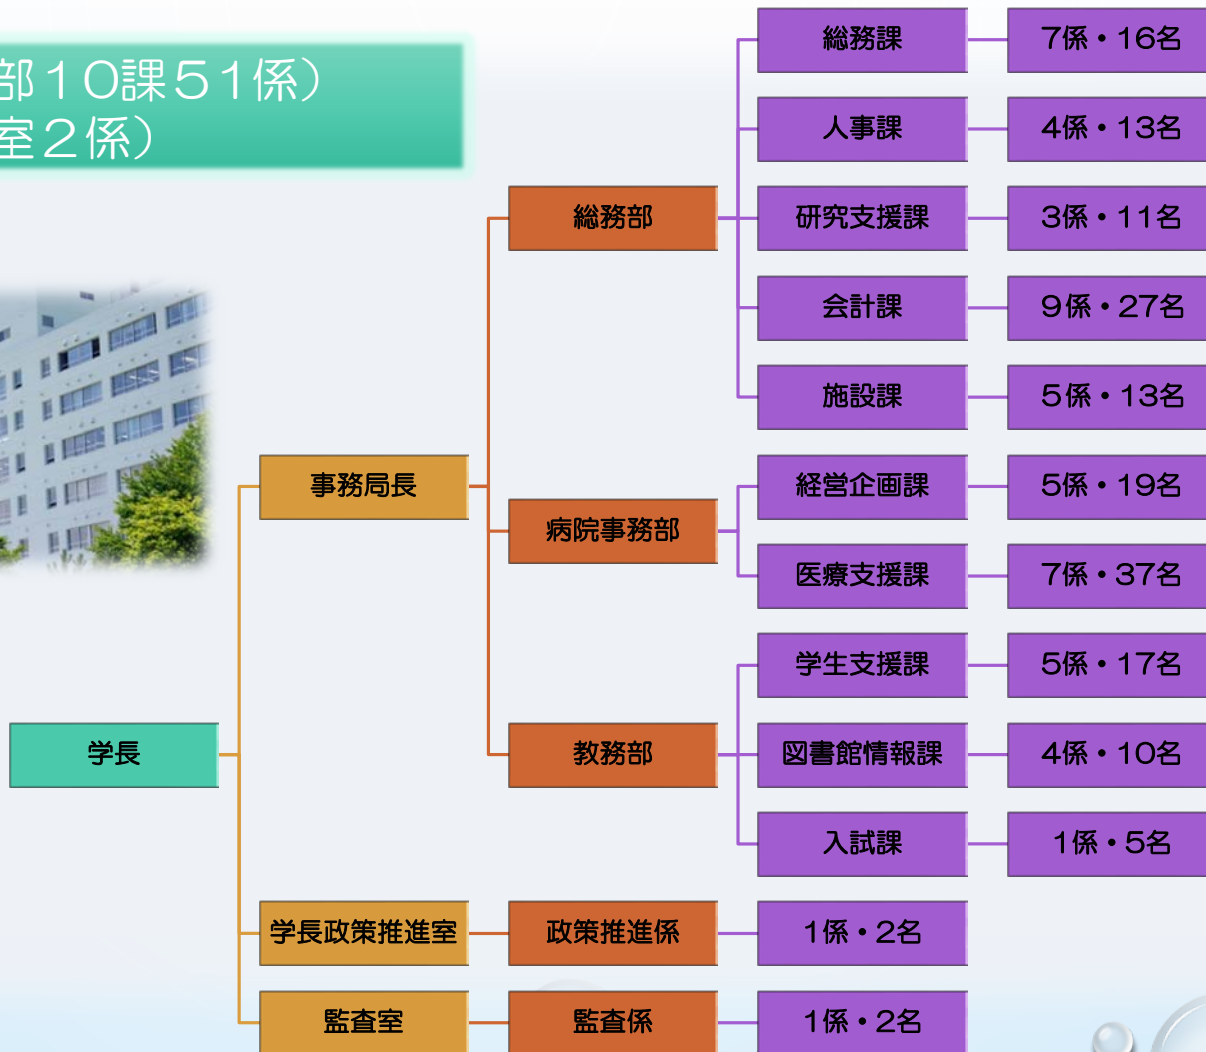 部10課51係）
室2係）
総務課
7係・16名
人事課
4係・13名
総務部
研究支援課
3係・11名
会計課
9係・27名
施設課
5係・13名
事務局長
経営企画課
5係・19名
病院事務部
医療支援課
7係・37名
学生支援課
5係・17名
学長
教務部
図書館情報課
4係・10名
入試課
1係・5名
学長政策推進室
政策推進係
1係・2名
監査室
監査係
1係・2名